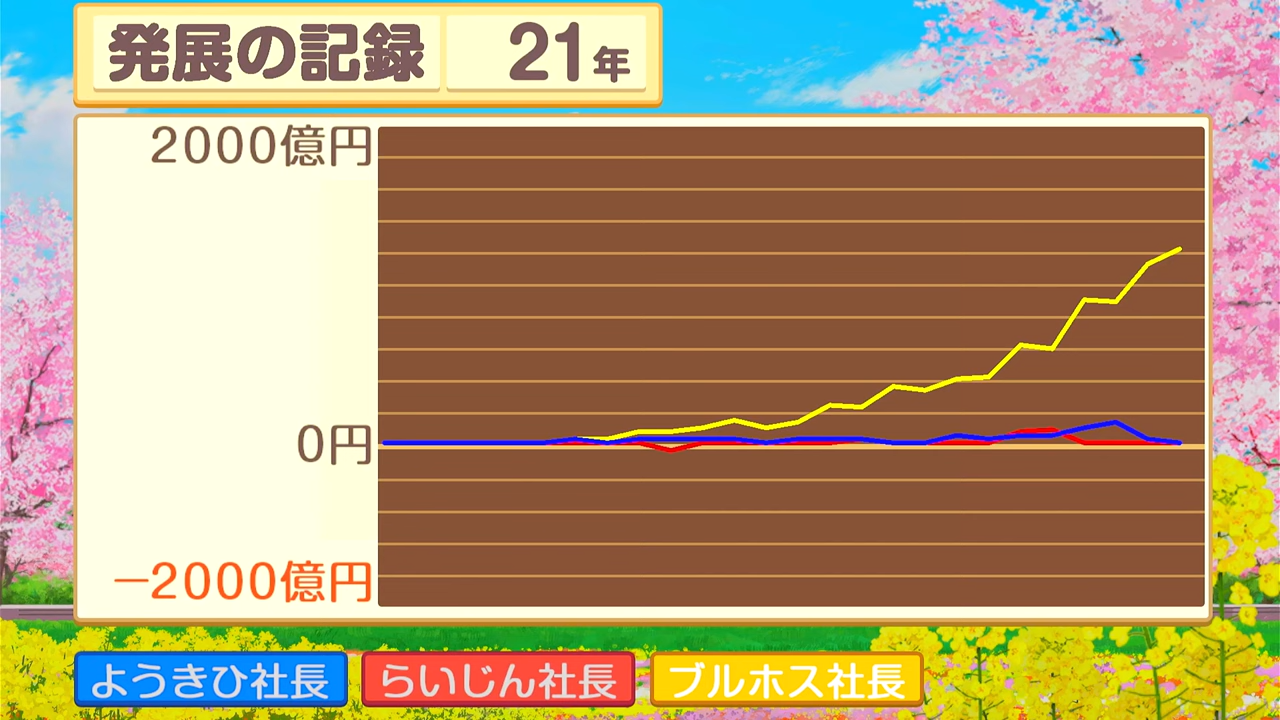 発展の記録 21年
2000億円
0円
−2000億円
ようきひ社長 らいじん社長 ブルホス社長